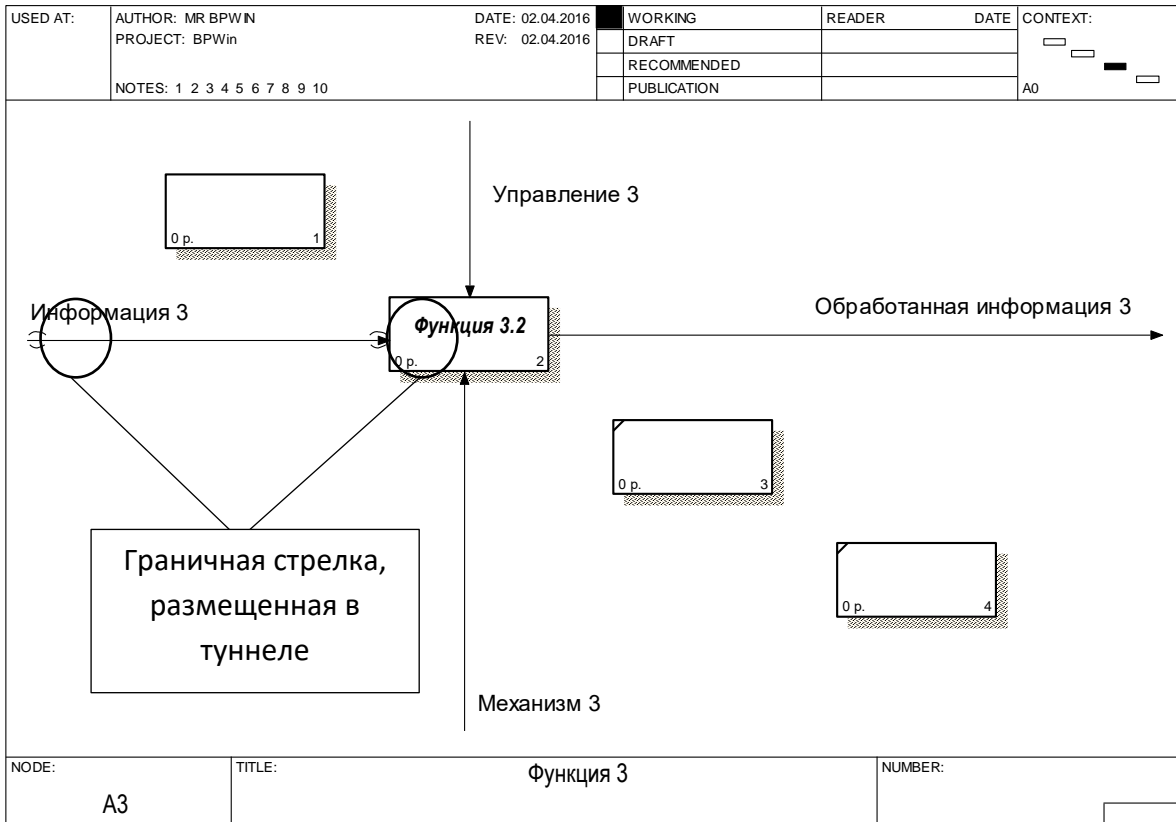 USED AT:
AUTHOR: MR BPWIN
DATE: 02.04.2016
WORKING
READER
DATE
CONTEXT:
PROJECT: BPWin
REV: 02.04.2016
DRAFT
RECOMMENDED
NOTES: 1 2 3 4 5 6 7 8 9 10
PUBLICATION
A0
Управление 3
0 р.
1
Информация 3
Функция 3.2
0 р.
2
Обработанная информация 3
0 р.
3
Граничная стрелка,
размещенная в
туннеле
0 р.
4
Механизм 3
NODE:
TITLE:
Функция 3
NUMBER:
A3